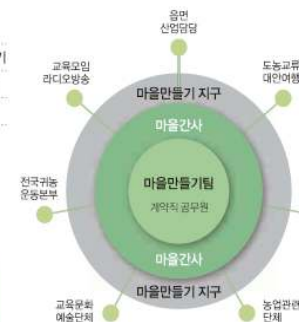 기
읍면
산업담당
교육모임
라디오방송
도농교류
대안여행
마을만들기 지구
마을간사
전국귀농
운동본부
마을만들기팀
계약직 공무원
마을간사
마을만들기 지구
교육문화
예술단체
농업관련
단체